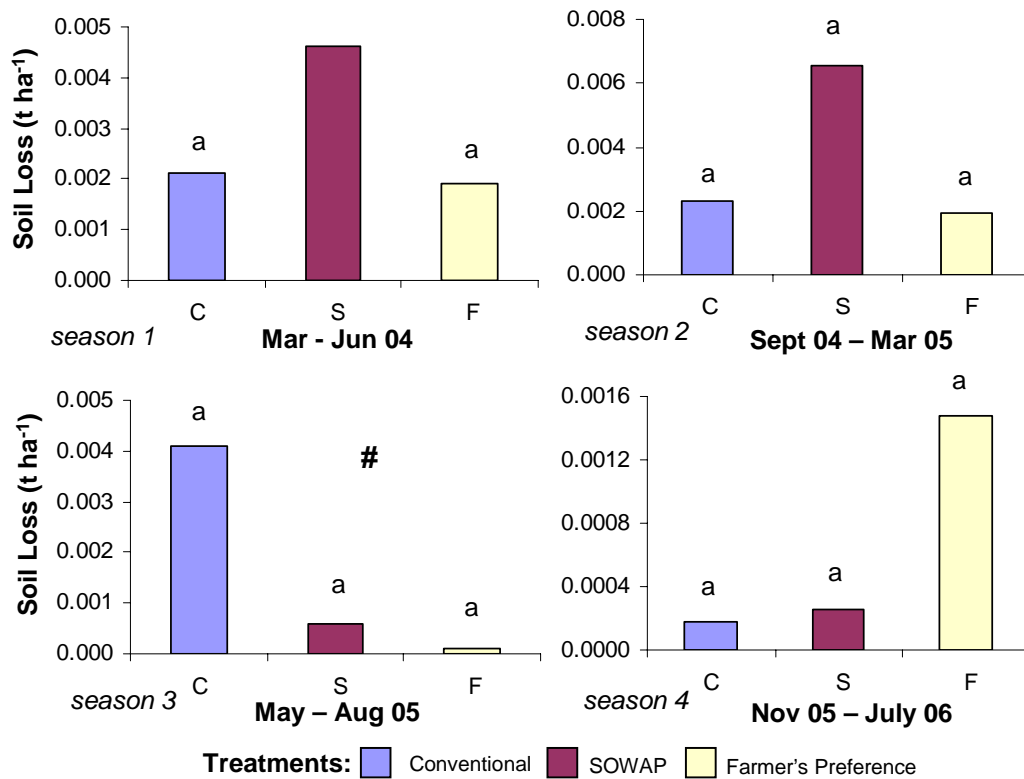 Soil Loss (t ha⁻¹)
0.005
0.004
0.003
0.002
0.001
0.000
a
a
C
S
F
season 1
Mar - Jun 04
0.008
0.006
0.004
0.002
0.000
a
a
a
C
S
F
season 2
Sept 04 – Mar 05
Soil Loss (t ha⁻¹)
0.005
0.004
0.003
0.002
0.001
0.000
a
#
a
a
C
S
F
season 3
May – Aug 05
0.0016
0.0012
0.0008
0.0004
0.0000
a
a
a
C
S
F
season 4
Nov 05 – July 06
Treatments: Conventional SOWAP Farmer's Preference